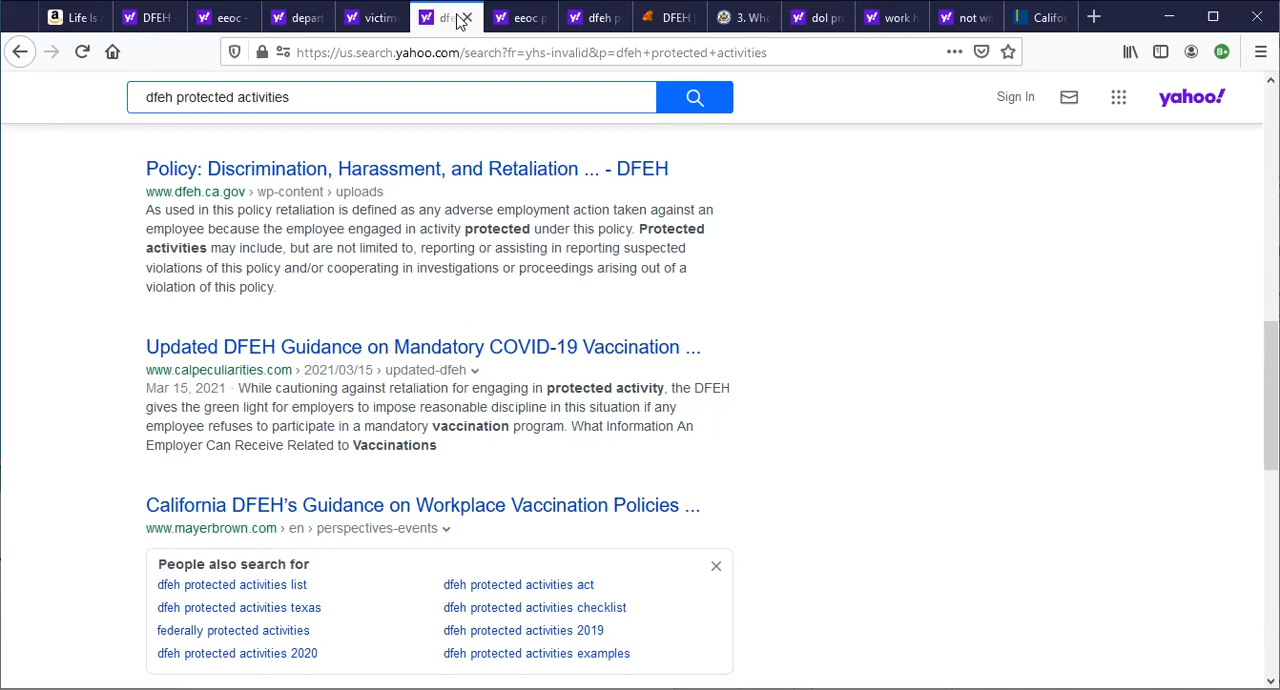 Life Is
DFEH
eeoc -
depart
victim
dfe
eeoc p
dfeh p
DFEH
3. Who
dol pr
work h
not wi
Califor
https://us.search.yahoo.com/search?fr=yhs-invalid&p=dfeh+protected+activities
dfeh protected activities
Sign In
yahoo!
Policy: Discrimination, Harassment, and Retaliation ... - DFEH
www.dfeh.ca.gov › wp-content › uploads
As used in this policy retaliation is defined as any adverse employment action taken against an
employee because the employee engaged in activity protected under this policy. Protected
activities may include, but are not limited to, reporting or assisting in reporting suspected
violations of this policy and/or cooperating in investigations or proceedings arising out of a
violation of this policy.
Updated DFEH Guidance on Mandatory COVID-19 Vaccination ...
www.calpeculiarities.com › 2021/03/15 › updated-dfeh
Mar 15, 2021 · While cautioning against retaliation for engaging in protected activity, the DFEH
gives the green light for employers to impose reasonable discipline in this situation if any
employee refuses to participate in a mandatory vaccination program. What Information An
Employer Can Receive Related to Vaccinations
California DFEH's Guidance on Workplace Vaccination Policies ...
www.mayerbrown.com › en › perspectives-events
People also search for
dfeh protected activities list
dfeh protected activities act
dfeh protected activities texas
dfeh protected activities checklist
federally protected activities
dfeh protected activities 2019
dfeh protected activities 2020
dfeh protected activities examples